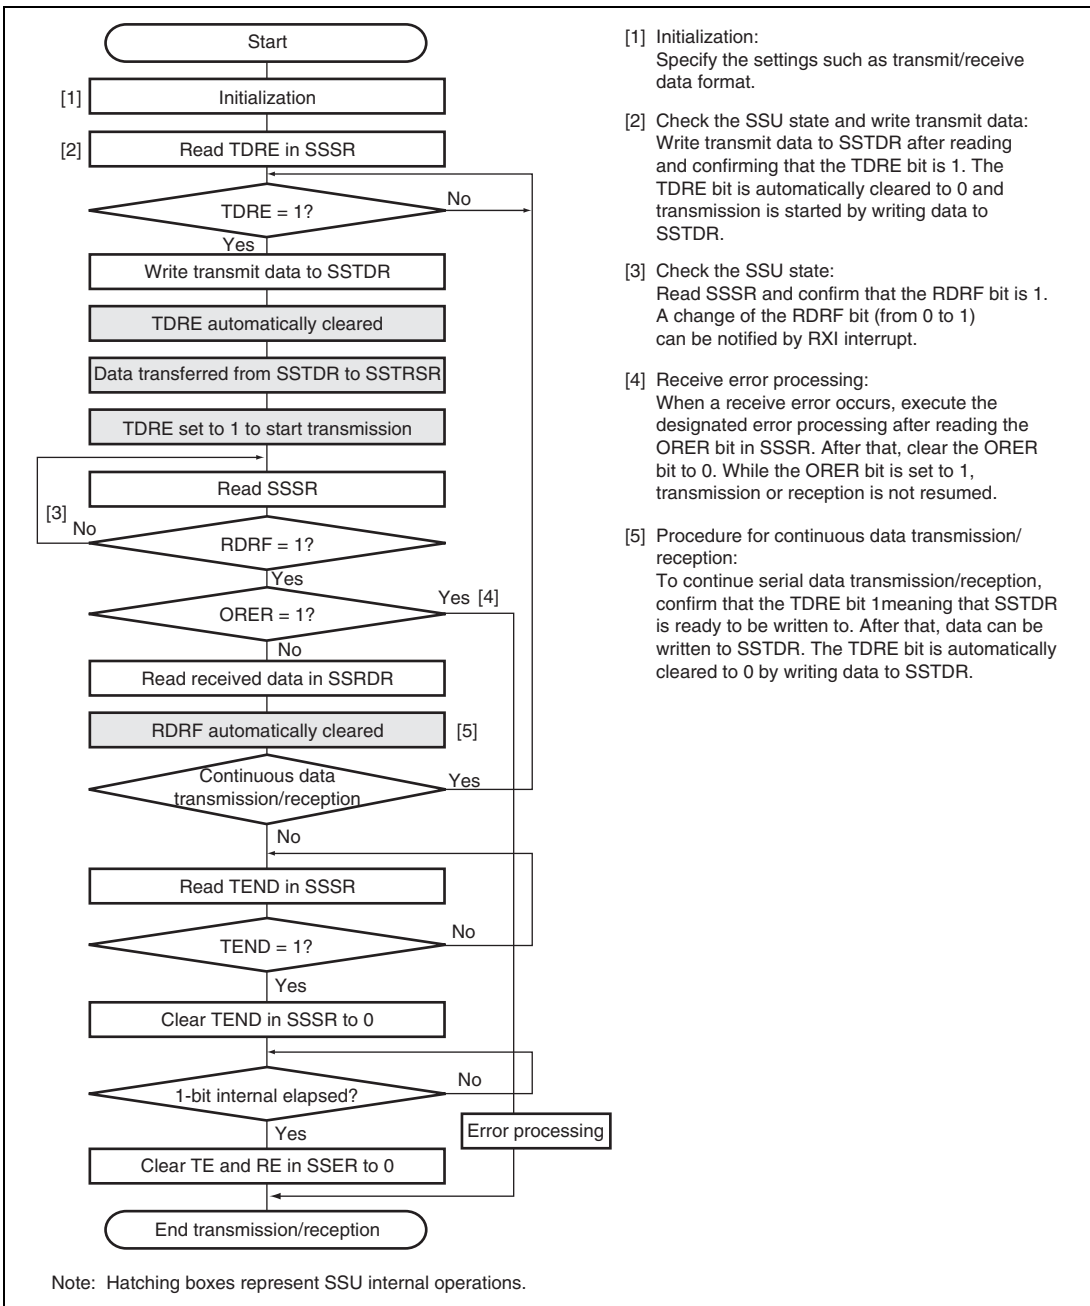 Start
[1] Initialization
[2] Read TDRE in SSSR
TDRE = 1?
No
Yes
Write transmit data to SSTDR
TDRE automatically cleared
Data transferred from SSTDR to SSTRSR
TDRE set to 1 to start transmission
Read SSSR
[3]
No
RDRF = 1?
Yes
ORER = 1?
Yes [4]
No
Read received data in SSRDR
RDRF automatically cleared
[5]
Continuous data
transmission/reception
Yes
No
Read TEND in SSSR
TEND = 1?
No
Yes
Clear TEND in SSSR to 0
1-bit internal elapsed?
No
Yes
Error processing
Clear TE and RE in SSER to 0
End transmission/reception
[1] Initialization:
Specify the settings such as transmit/receive
data format.
[2] Check the SSU state and write transmit data:
Write transmit data to SSTDR after reading
and confirming that the TDRE bit is 1. The
TDRE bit is automatically cleared to 0 and
transmission is started by writing data to
SSTDR.
[3] Check the SSU state:
Read SSSR and confirm that the RDRF bit is 1.
A change of the RDRF bit (from 0 to 1)
can be notified by RXI interrupt.
[4] Receive error processing:
When a receive error occurs, execute the
designated error processing after reading the
ORER bit in SSSR. After that, clear the ORER
bit to 0. While the ORER bit is set to 1,
transmission or reception is not resumed.
[5] Procedure for continuous data transmission/
reception:
To continue serial data transmission/reception,
confirm that the TDRE bit 1meaning that SSTDR
is ready to be written to. After that, data can be
written to SSTDR. The TDRE bit is automatically
cleared to 0 by writing data to SSTDR.
Note: Hatching boxes represent SSU internal operations.